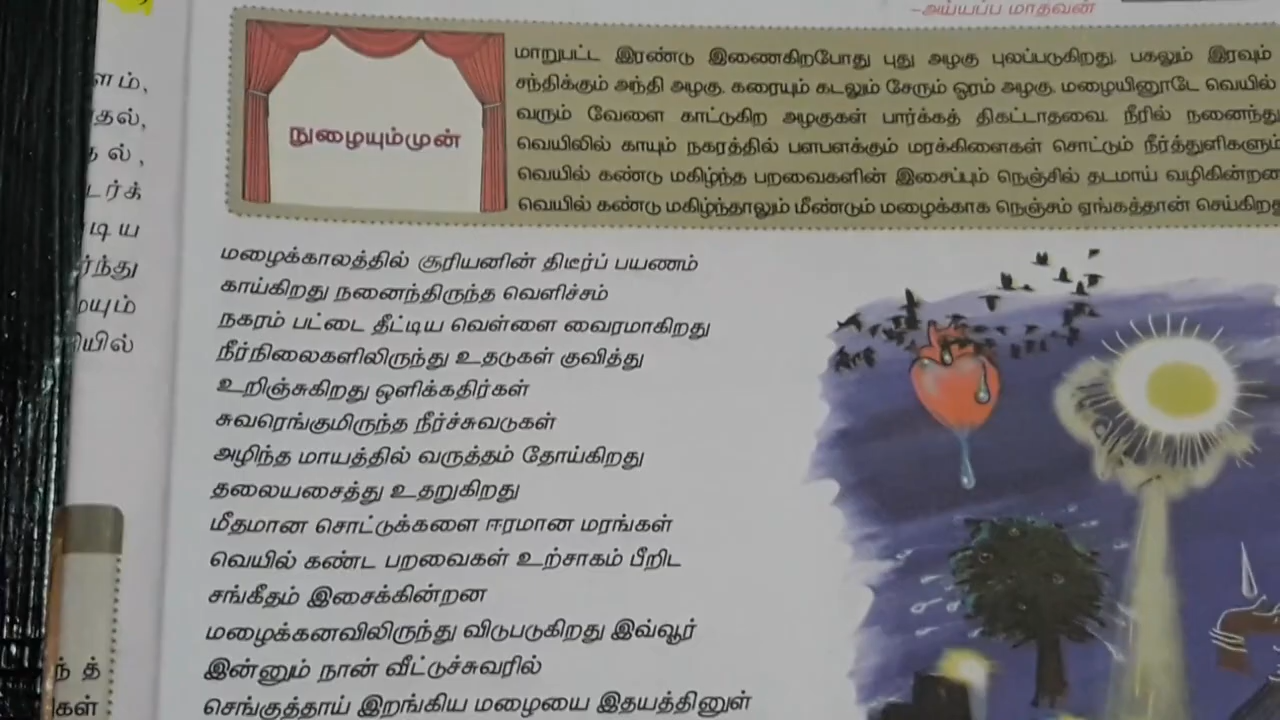 -அய்யப்ப மாதவன்
நுழையும்முன்
மாறுபட்ட இரண்டு இணைகிறபோது புது அழகு புலப்படுகிறது. பகலும் இரவும்
சந்திக்கும் அந்தி அழகு. கரையும் கடலும் சேரும் ஓரம் அழகு. மழையினூடே வெயில்
வரும் வேளை காட்டுகிற அழகுகள் பார்க்கத் திகட்டாதவை. நீரில் நனைந்து
வெயிலில் காயும் நகரத்தில் பளபளக்கும் மரக்கிளைகள் சொட்டும் நீர்த்துளிகளும்
வெயில் கண்டு மகிழ்ந்த பறவைகளின் இசைப்பும் நெஞ்சில் தடமாய் வழிகின்றன
வெயில் கண்டு மகிழ்ந்தாலும் மீண்டும் மழைக்காக நெஞ்சம் ஏங்கத்தான்
மழைக்காலத்தில் சூரியனின் திடீர்ப் பயணம்
காய்கிறது நனைந்திருந்த வெளிச்சம்
நகரம் பட்டை தீட்டிய வெள்ளை வைரமாகிறது
நீர்நிலைகளிலிருந்து உதடுகள் குவித்து
உறிஞ்சுகிறது ஒளிக்கதிர்கள்
சுவரெங்குமிருந்த நீர்ச்சுவடுகள்
அழிந்த மாயத்தில் வருத்தம் தோய்கிறது
தலையசைத்து உதறுகிறது
மீதமான சொட்டுக்களை ஈரமான மரங்கள்
வெயில் கண்ட பறவைகள் உற்சாகம் பீறிட
சங்கீதம் இசைக்கின்றன
மழைக்கனவிலிருந்து விடுபடுகிறது இவ்வூர்
இன்னும் நான் வீட்டுச்சுவரில்
செங்குத்தாய் இறங்கிய மழையை இதயத்தினுள்